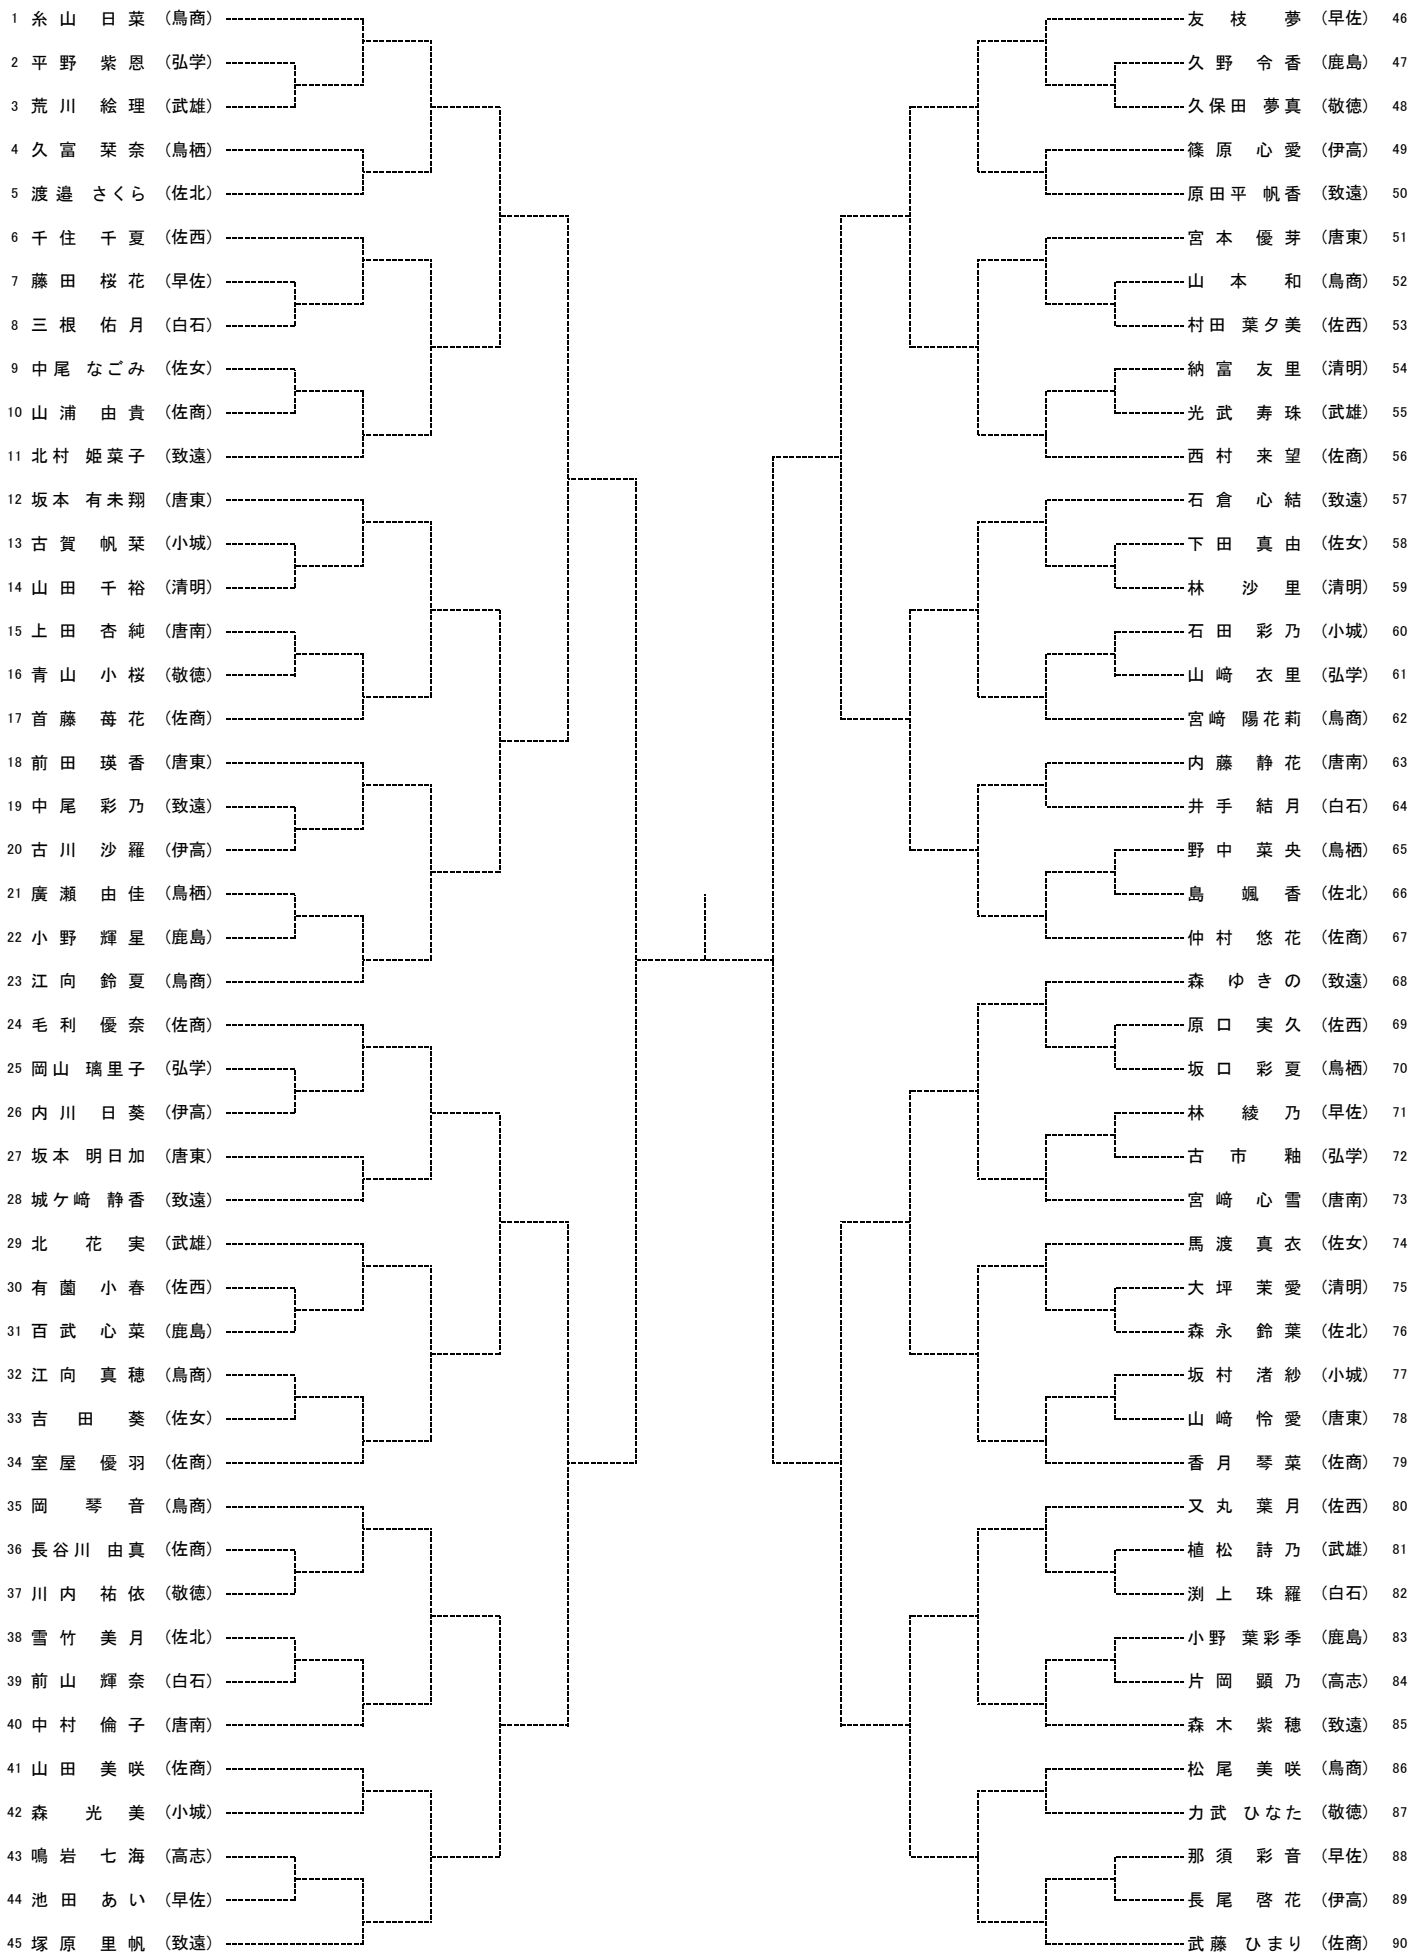 1 糸山 日菜 (鳥商)
2 平野 紫恩 (弘学)
3 荒川 絵理 (武雄)
4 久富 栞奈 (鳥栖)
5 渡邉 さくら (佐北)
6 千住 千夏 (佐西)
7 藤田 桜花 (早佐)
8 三根 佑月 (白石)
9 中尾 なごみ (佐女)
10 山浦 由貴 (佐商)
11 北村 姫菜子 (致遠)
12 坂本 有未翔 (唐東)
13 古賀 帆栞 (小城)
14 山田 千裕 (清明)
15 上田 杏純 (唐南)
16 青山 小桜 (敬徳)
17 首藤 苺花 (佐商)
18 前田 瑛香 (唐東)
19 中尾 彩乃 (致遠)
20 古川 沙羅 (伊高)
21 廣瀬 由佳 (鳥栖)
22 小野 輝星 (鹿島)
23 江向 鈴夏 (鳥商)
24 毛利 優奈 (佐商)
25 岡山 璃里子 (弘学)
26 内川 日葵 (伊高)
27 坂本 明日加 (唐東)
28 城ケ﨑 静香 (致遠)
29 北 花実 (武雄)
30 有薗 小春 (佐西)
31 百武 心菜 (鹿島)
32 江向 真穂 (鳥商)
33 吉田 葵 (佐女)
34 室屋 優羽 (佐商)
35 岡 琴音 (鳥商)
36 長谷川 由真 (佐商)
37 川内 祐依 (敬徳)
38 雪竹 美月 (佐北)
39 前山 輝奈 (白石)
40 中村 倫子 (唐南)
41 山田 美咲 (佐商)
42 森 光美 (小城)
43 鳴岩 七海 (高志)
44 池田 あい (早佐)
45 塚原 里帆 (致遠)
友枝 夢 (早佐) 46
久野 令香 (鹿島) 47
久保田 夢真 (敬徳) 48
篠原 心愛 (伊高) 49
原田平 帆香 (致遠) 50
宮本 優芽 (唐東) 51
山本 和 (鳥商) 52
村田 葉夕美 (佐西) 53
納富 友里 (清明) 54
光武 寿珠 (武雄) 55
西村 来望 (佐商) 56
石倉 心結 (致遠) 57
下田 真由 (佐女) 58
林 沙里 (清明) 59
石田 彩乃 (小城) 60
山﨑 衣里 (弘学) 61
宮﨑 陽花莉 (鳥商) 62
内藤 静花 (唐南) 63
井手 結月 (白石) 64
野中 菜央 (鳥栖) 65
島 颯香 (佐北) 66
仲村 悠花 (佐商) 67
森 ゆきの (致遠) 68
原口 実久 (佐西) 69
坂口 彩夏 (鳥栖) 70
林 綾乃 (早佐) 71
古市 釉 (弘学) 72
宮﨑 心雪 (唐南) 73
馬渡 真衣 (佐女) 74
大坪 茉愛 (清明) 75
森永 鈴葉 (佐北) 76
坂村 渚紗 (小城) 77
山﨑 怜愛 (唐東) 78
香月 琴菜 (佐商) 79
又丸 葉月 (佐西) 80
植松 詩乃 (武雄) 81
渕上 珠羅 (白石) 82
小野 葉彩季 (鹿島) 83
片岡 顕乃 (高志) 84
森木 紫穂 (致遠) 85
松尾 美咲 (鳥商) 86
力武 ひなた (敬徳) 87
那須 彩音 (早佐) 88
長尾 啓花 (伊高) 89
武藤 ひまり (佐商) 90